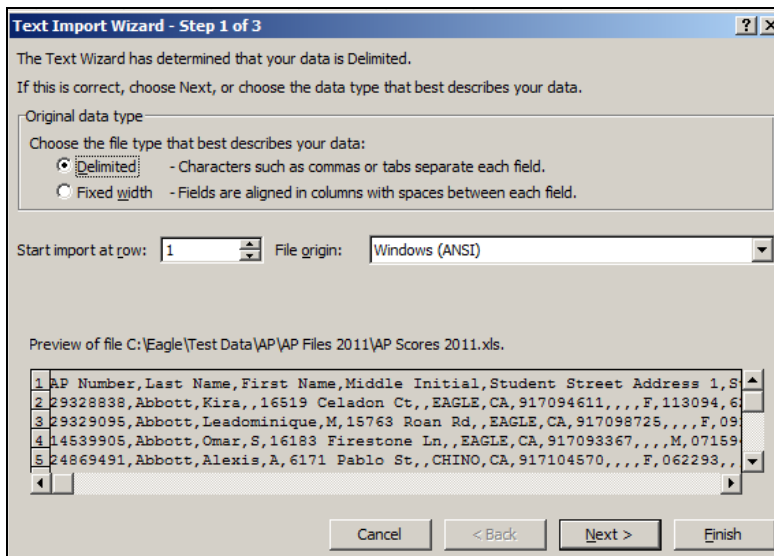 Text Import Wizard - Step 1 of 3
The Text Wizard has determined that your data is Delimited.
If this is correct, choose Next, or choose the data type that best describes your data.
Original data type
Choose the file type that best describes your data:
Delimited - Characters such as commas or tabs separate each field.
Fixed width - Fields are aligned in columns with spaces between each field.
Start import at row: 1 File origin: Windows (ANSI)
Preview of file C:\Eagle\Test Data\AP\AP Files 2011\AP Scores 2011.xls.
1 AP Number,Last Name,First Name,Middle Initial,Student Street Address 1,S
2 29328838,Abbott,Kira,,16519 Celadon Ct,,EAGLE,CA,917094611,,,,F,113094,6
3 29329095,Abbott,Leadominique,M,15763 Roan Rd,,EAGLE,CA,917098725,,,,F,09
4 14539905,Abbott,Omar,S,16183 Firestone Ln,,EAGLE,CA,917093367,,,,M,07159
5 24869491,Abbott,Alexis,A,6171 Pablo St,,CHINO,CA,917104570,,,,F,062293,,
Cancel < Back Next > Finish